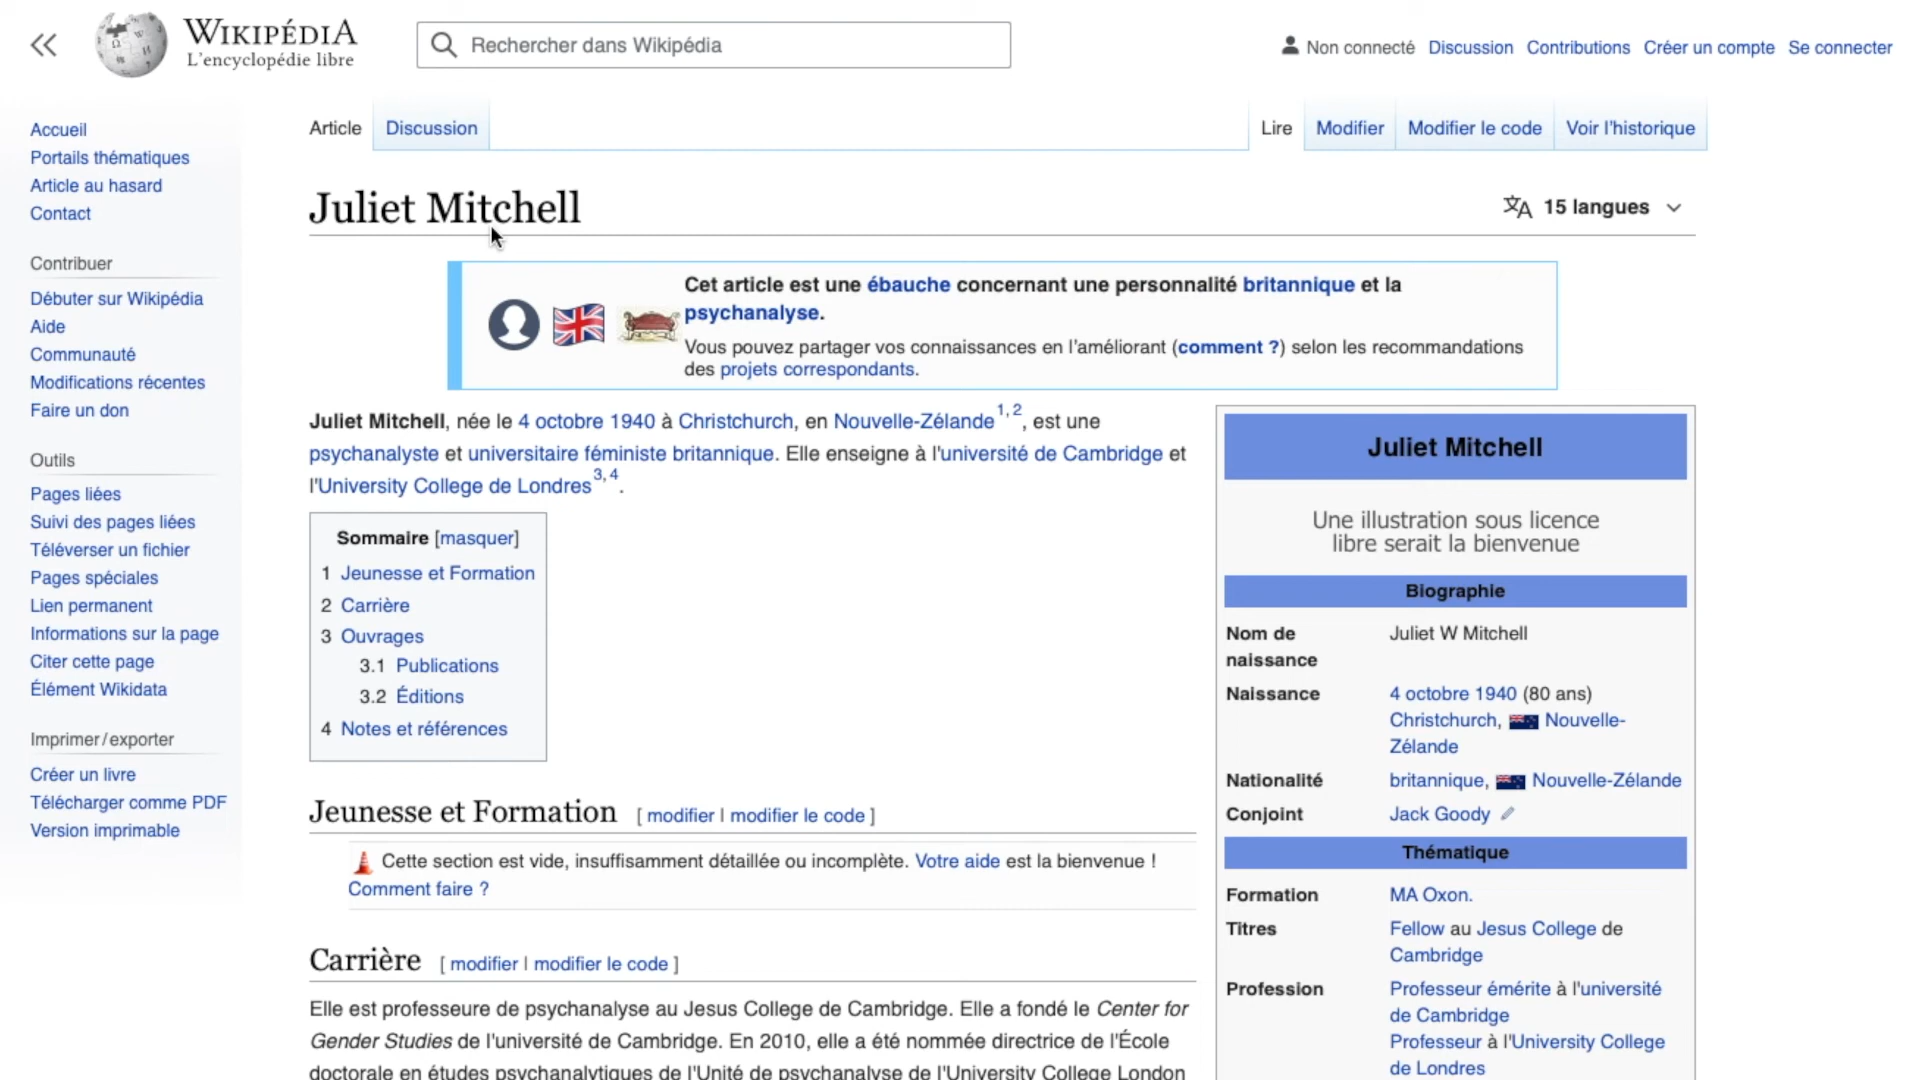 WIKIPÉDIA
L'encyclopédie libre
Rechercher dans Wikipédia
Non connecté Discussion Contributions Créer un compte Se connecter
Accueil
Portails thématiques
Article au hasard
Contact
Contribuer
Débuter sur Wikipédia
Aide
Communauté
Modifications récentes
Faire un don
Outils
Pages liées
Suivi des pages liées
Téléverser un fichier
Pages spéciales
Lien permanent
Informations sur la page
Citer cette page
Élément Wikidata
Imprimer/exporter
Créer un livre
Télécharger comme PDF
Version imprimable
Article Discussion
Lire Modifier Modifier le code Voir l'historique
Juliet Mitchell
15 langues
Cet article est une ébauche concernant une personnalité britannique et la
psychanalyse.
Vous pouvez partager vos connaissances en l'améliorant (comment ?) selon les recommandations
des projets correspondants.
Juliet Mitchell, née le 4 octobre 1940 à Christchurch, en Nouvelle-Zélande1, 2, est une
psychanalyste et universitaire féministe britannique. Elle enseigne à l'université de Cambridge et
l'University College de Londres3, 4.
Sommaire [masquer]
1 Jeunesse et Formation
2 Carrière
3 Ouvrages
3.1 Publications
3.2 Éditions
4 Notes et références
Jeunesse et Formation [ modifier | modifier le code ]
Cette section est vide, insuffisamment détaillée ou incomplète. Votre aide est la bienvenue !
Comment faire ?
Carrière [ modifier | modifier le code ]
Elle est professeure de psychanalyse au Jesus College de Cambridge. Elle a fondé le Center for
Gender Studies de l'université de Cambridge. En 2010, elle a été nommée directrice de l'École
doctorale en études psychanalytiques de l'Unité de psychanalyse de l'University College London
Juliet Mitchell
Une illustration sous licence
libre serait la bienvenue
Biographie
Nom de naissance Juliet W Mitchell
Naissance 4 octobre 1940 (80 ans)
Christchurch, Nouvelle-
Zélande
Nationalité britannique, Nouvelle-Zélande
Conjoint Jack Goody
Thématique
Formation MA Oxon.
Titres Fellow au Jesus College de
Cambridge
Profession Professeur émérite à l'université
de Cambridge
Professeur à l'University College
de Londres